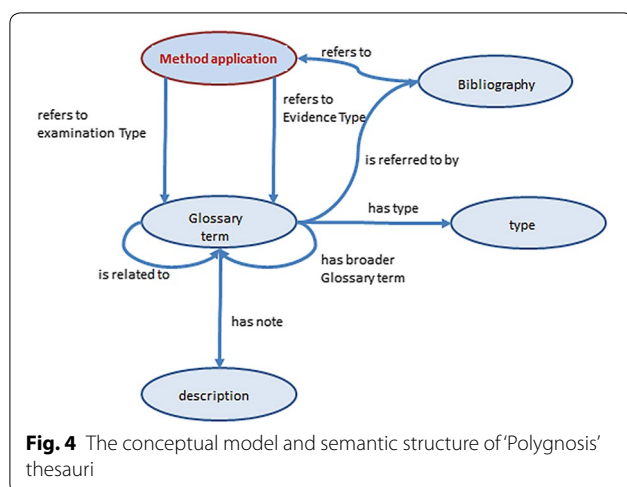 Method application
refers to
Bibliography
refers to
examination Type
refers to
Evidence Type
is referred to by
Glossary
term
has type
type
is related to
has broader
Glossary term
has note
description
Fig. 4 The conceptual model and semantic structure of ‘Polygnosis’
thesauri